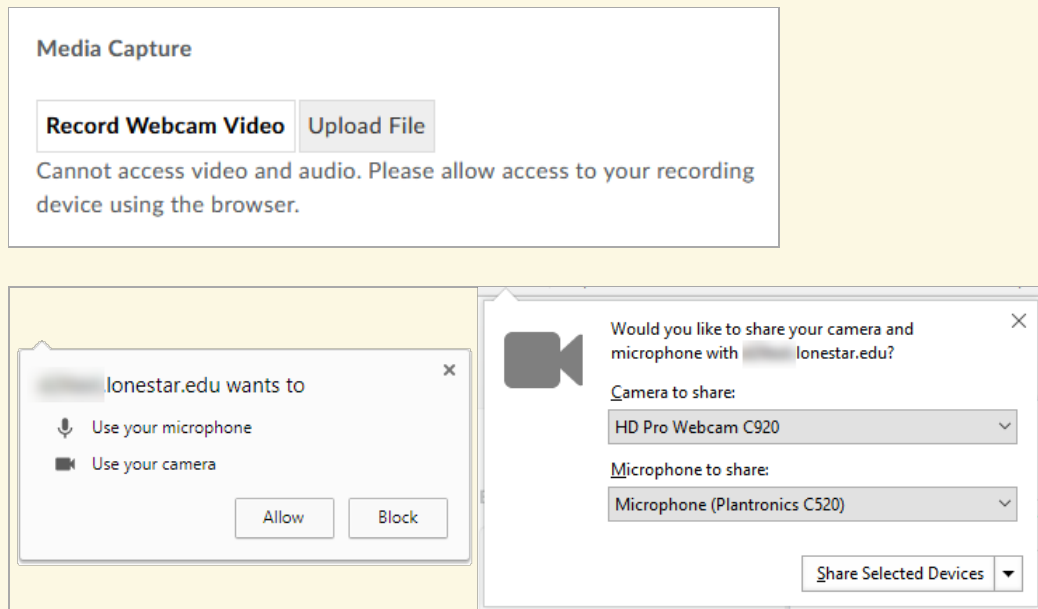 Media Capture
Record Webcam Video Upload File
Cannot access video and audio. Please allow access to your recording
device using the browser.
.lonestar.edu wants to
Use your microphone
Use your camera
Allow Block
Would you like to share your camera and
microphone with lonestar.edu?
Camera to share:
HD Pro Webcam C920
Microphone to share:
Microphone (Plantronics C520)
Share Selected Devices